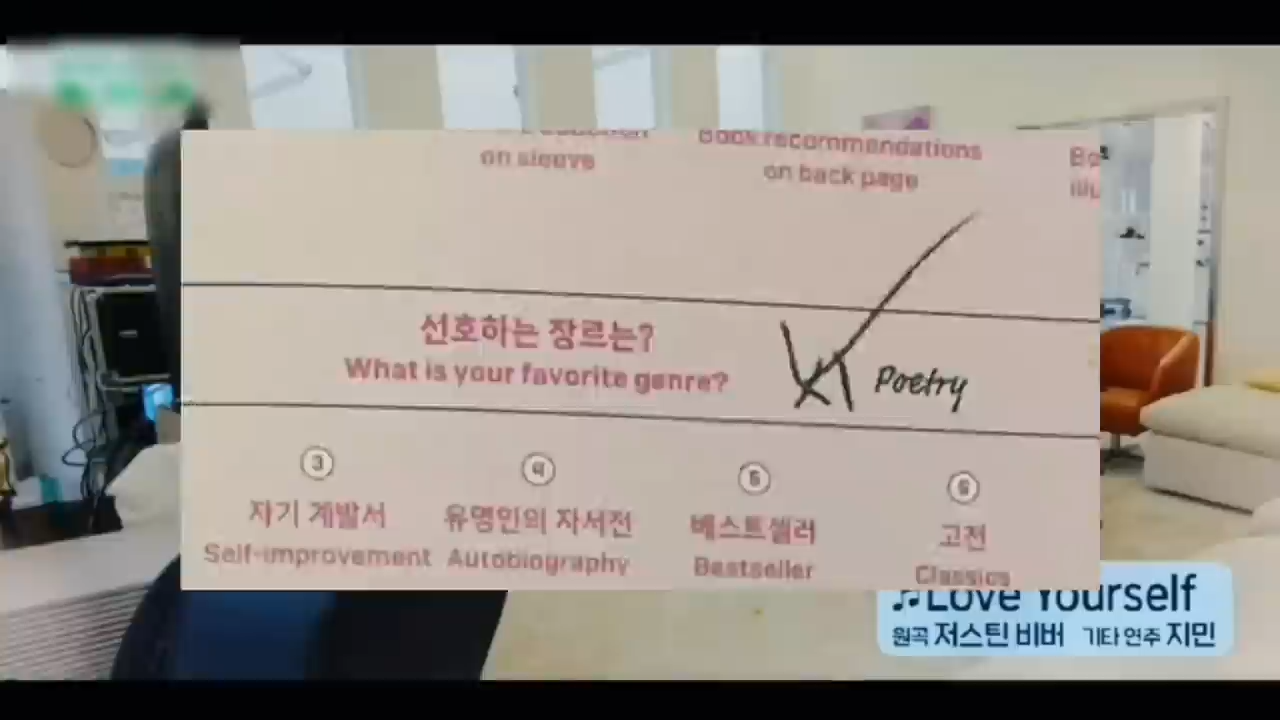 on sleeve
Book recommendations
on back page
선호하는 장르는?
What is your favorite genre?
Poetry
3
자기 계발서
Self-improvement
4
유명인의 자서전
Autobiography
5
베스트셀러
Bestseller
6
고전
Classics
♬Love Yourself
원곡 저스틴 비버 기타 연주 지민